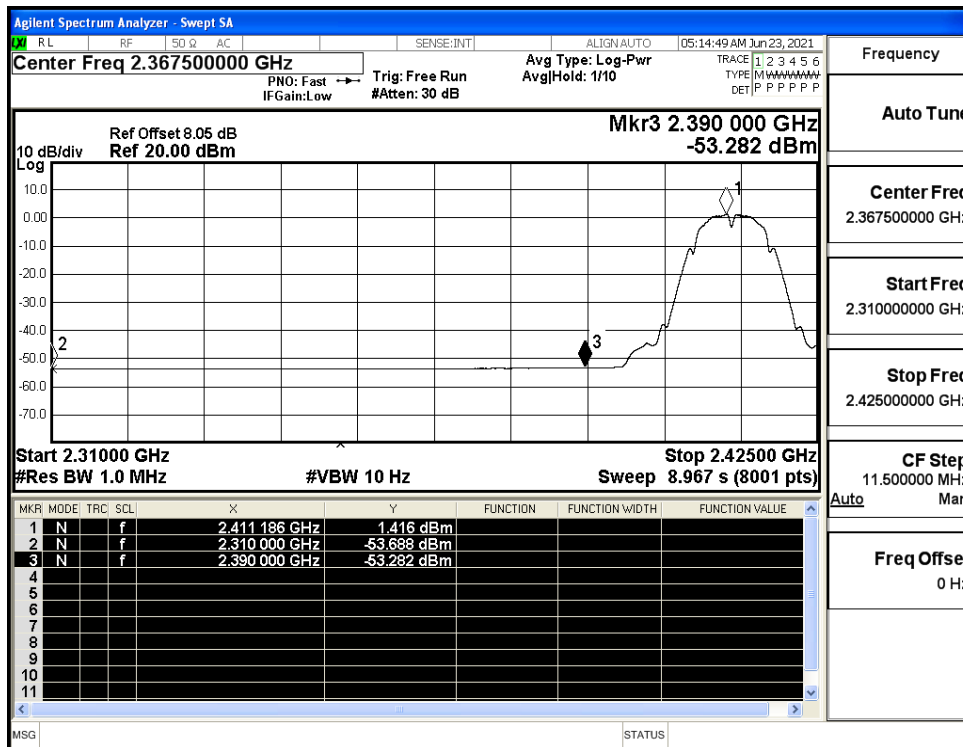 Agilent Spectrum Analyzer - Swept SA
LXI RL RF 50 Ω AC SENSE:INT ALIGN AUTO 05:14:49 AM Jun 23, 2021
Center Freq 2.367500000 GHz
PNO: Fast
IFGain:Low
Trig: Free Run
#Atten: 30 dB
Avg Type: Log-Pwr
Avg|Hold: 1/10
TRACE 1 2 3 4 5 6
TYPE M WWWWW
DET P P P P P P
Frequency
Ref Offset 8.05 dB
10 dB/div Ref 20.00 dBm
Log
Mkr3 2.390 000 GHz
-53.282 dBm
10.0
0.00
-10.0
-20.0
-30.0
-40.0
-50.0
-60.0
-70.0
1
2
3
Start 2.31000 GHz Stop 2.42500 GHz
#Res BW 1.0 MHz #VBW 10 Hz Sweep 8.967 s (8001 pts)
MKR MODE TRC SCL X Y FUNCTION FUNCTION WIDTH FUNCTION VALUE
1 N f 2.411 186 GHz 1.416 dBm
2 N f 2.310 000 GHz -53.688 dBm
3 N f 2.390 000 GHz -53.282 dBm
4
5
6
7
8
9
10
11
MSG STATUS
Auto Tune
Center Freq
2.367500000 GHz
Start Freq
2.310000000 GHz
Stop Freq
2.425000000 GHz
CF Step
11.500000 MHz
Auto Man
Freq Offset
0 Hz